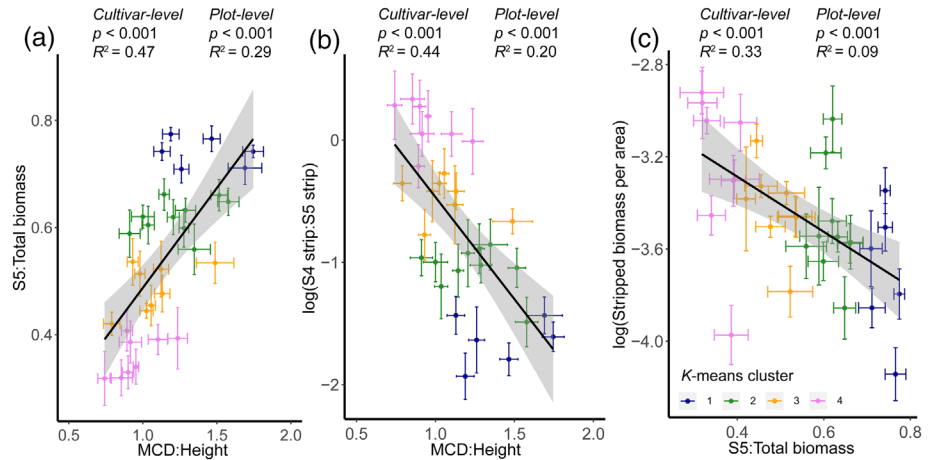 (a)
Cultivar-level Plot-level
p < 0.001 p < 0.001
R² = 0.47 R² = 0.29
S5:Total biomass
0.8
0.6
0.4
0.5 1.0 1.5 2.0
MCD:Height
(b)
Cultivar-level Plot-level
p < 0.001 p < 0.001
R² = 0.44 R² = 0.20
log(S4 strip:S5 strip)
0
−1
−2
0.5 1.0 1.5 2.0
MCD:Height
(c)
Cultivar-level Plot-level
p < 0.001 p < 0.001
R² = 0.33 R² = 0.09
log(Stripped biomass per area)
−2.8
−3.2
−3.6
−4.0
K-means cluster
1 2 3 4
0.4 0.6 0.8
S5:Total biomass